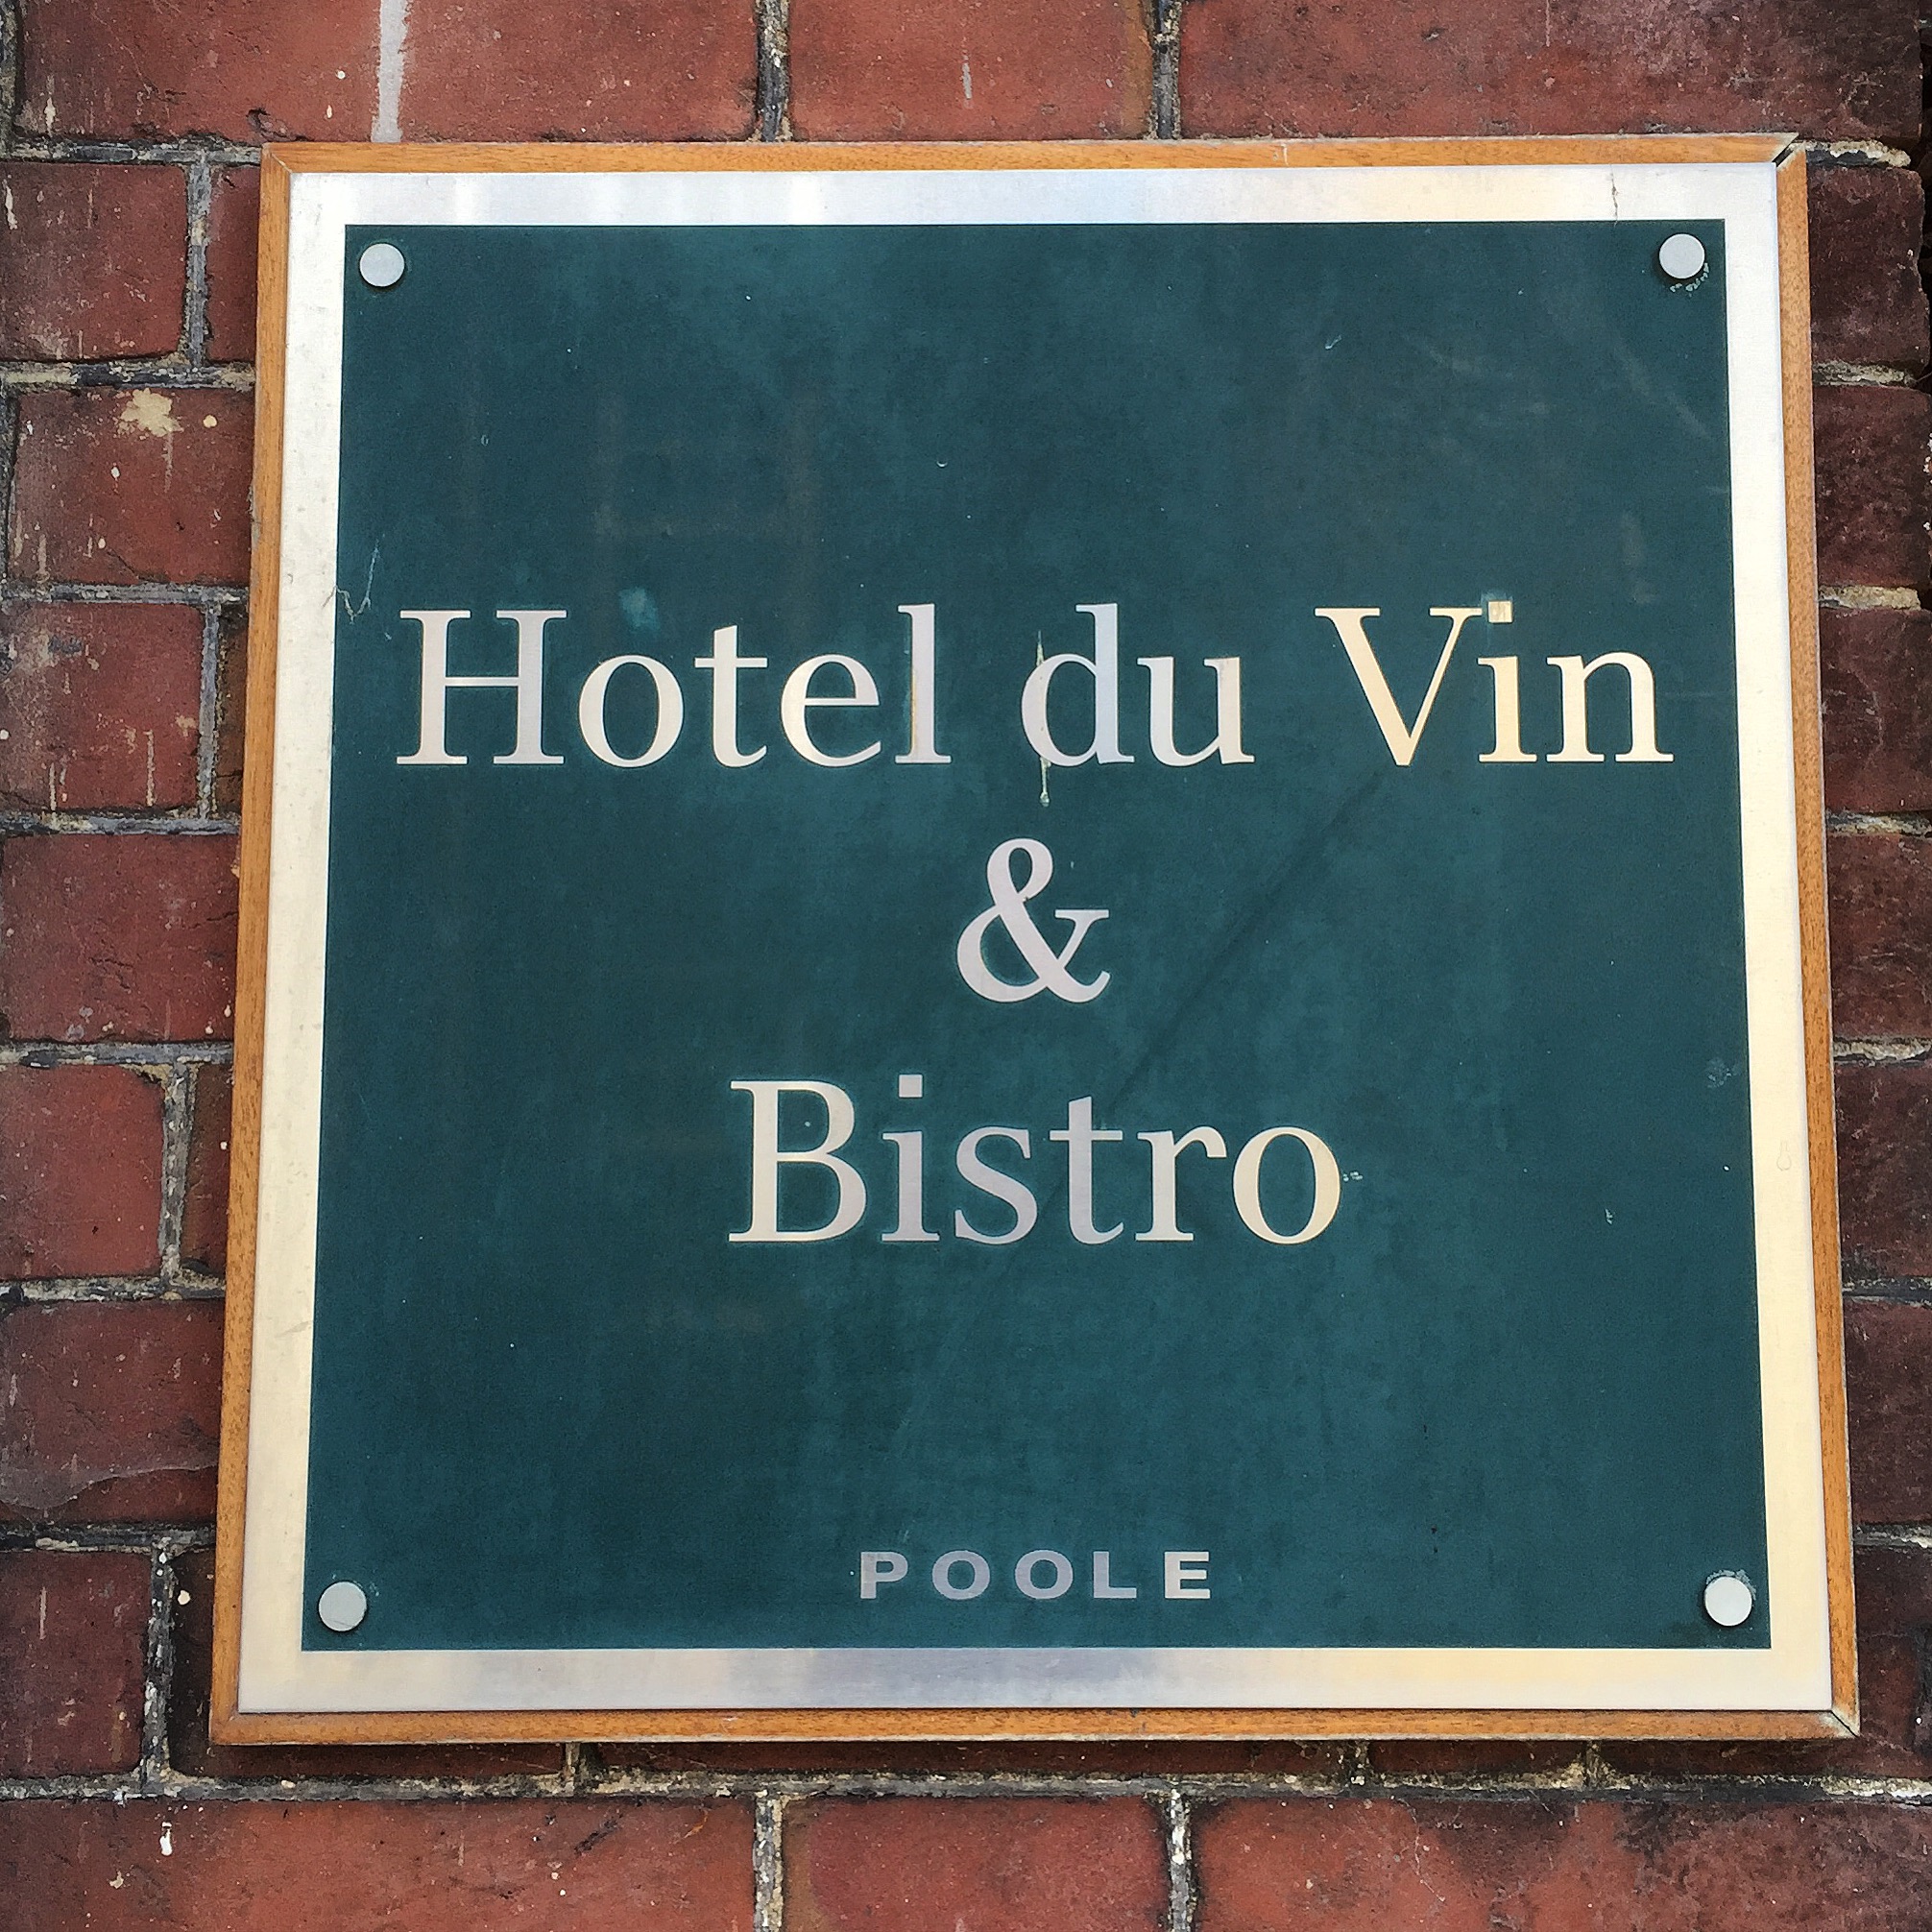 Hotel du Vin
&
Bistro
POOLE